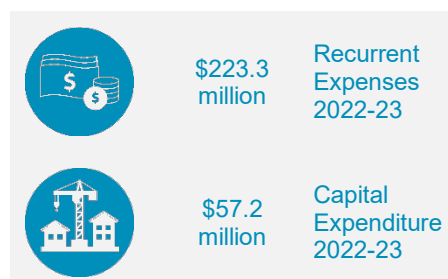 $223.3
million
Recurrent
Expenses
2022-23
$
$
$57.2
million
Capital
Expenditure
2022-23